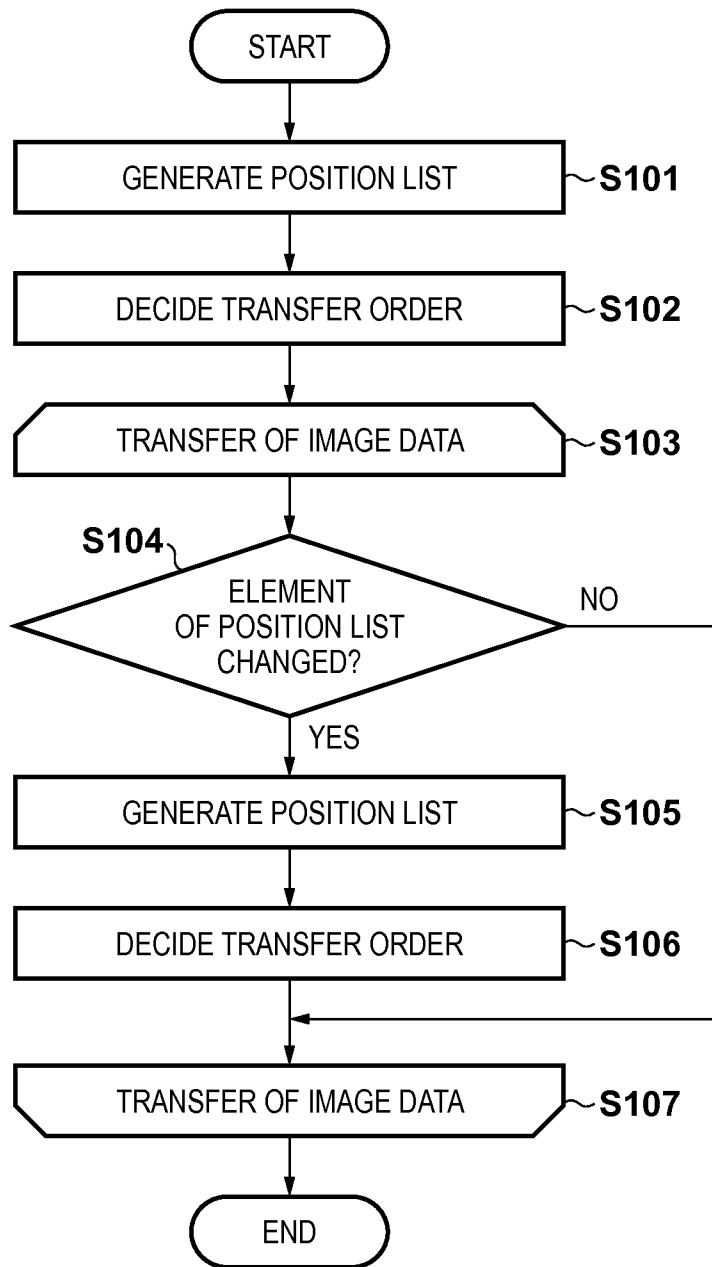 START
GENERATE POSITION LIST
S101
DECIDE TRANSFER ORDER
S102
TRANSFER OF IMAGE DATA
S103
S104
ELEMENT
OF POSITION LIST
CHANGED?
NO
YES
GENERATE POSITION LIST
S105
DECIDE TRANSFER ORDER
S106
TRANSFER OF IMAGE DATA
S107
END